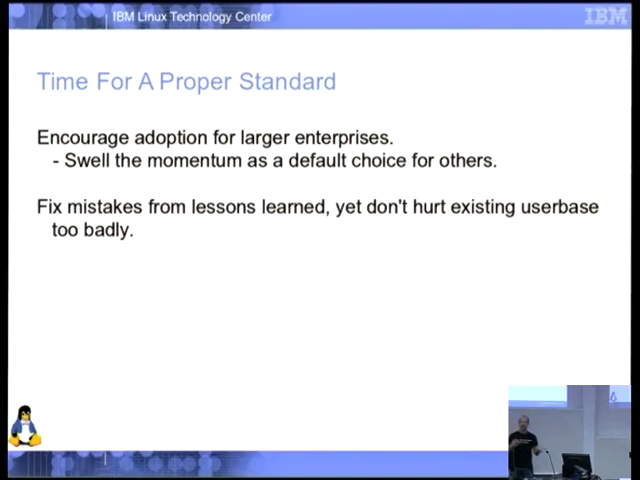 IBM Linux Technology Center
IBM
Time For A Proper Standard
Encourage adoption for larger enterprises.
- Swell the momentum as a default choice for others.
Fix mistakes from lessons learned, yet don't hurt existing userbase
too badly.